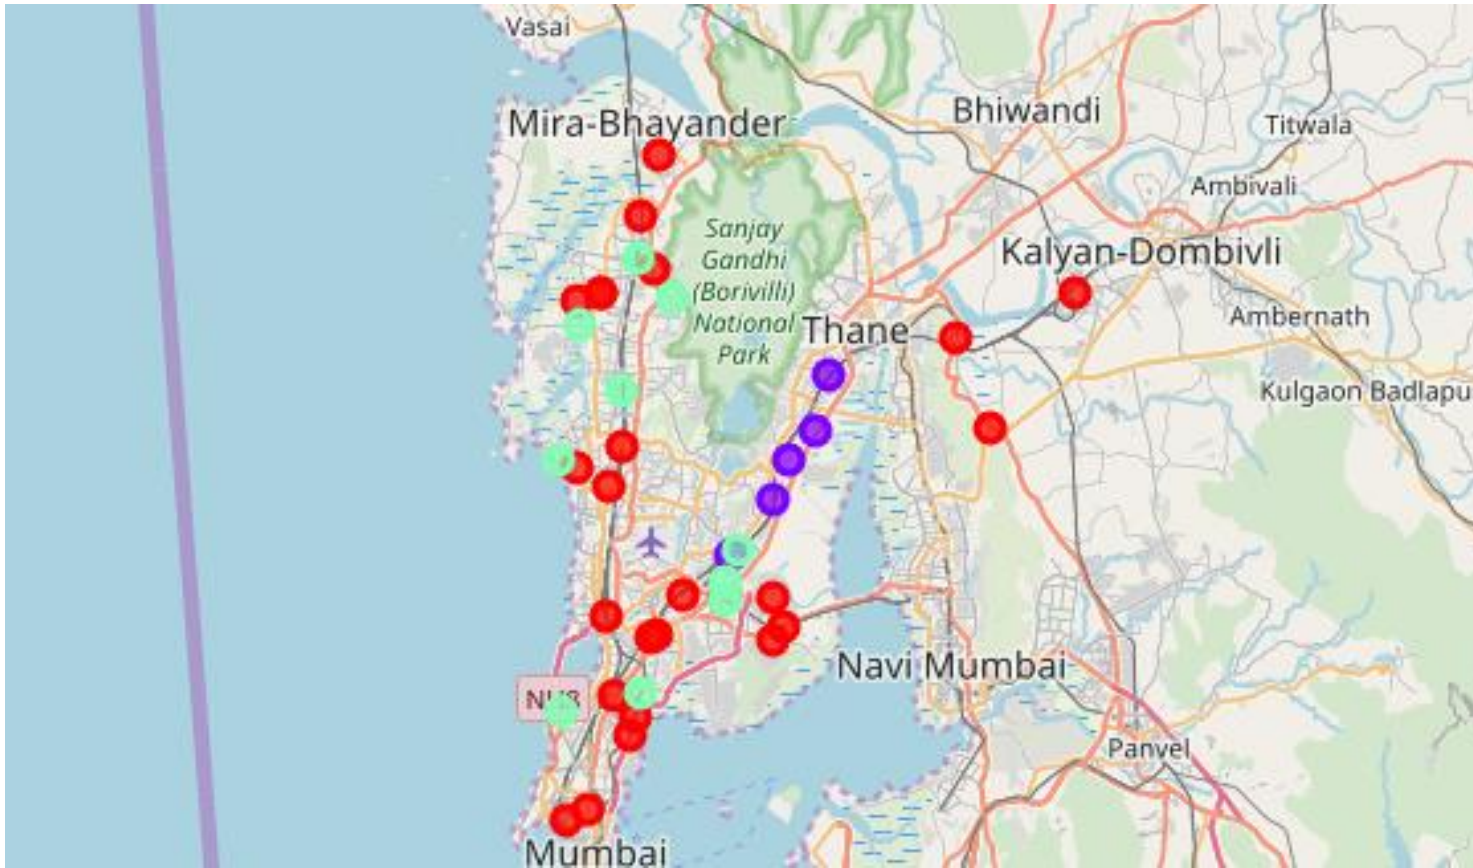 Vasai
Mira-Bhayander
Bhiwandi
Titwala
Ambivali
Sanjay
Gandhi
(Borivilli)
National
Park
Kalyan-Dombivli
Thane
Ambernath
Kulgaon Badlapu
Navi Mumbai
Panvel
Mumbai